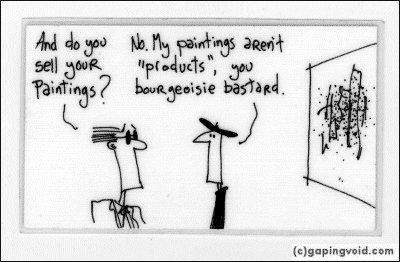 And do you
sell your
Paintings?
No. My paintings aren't
"products", you
bourgeoisie bastard.
(c)gapingvoid.com